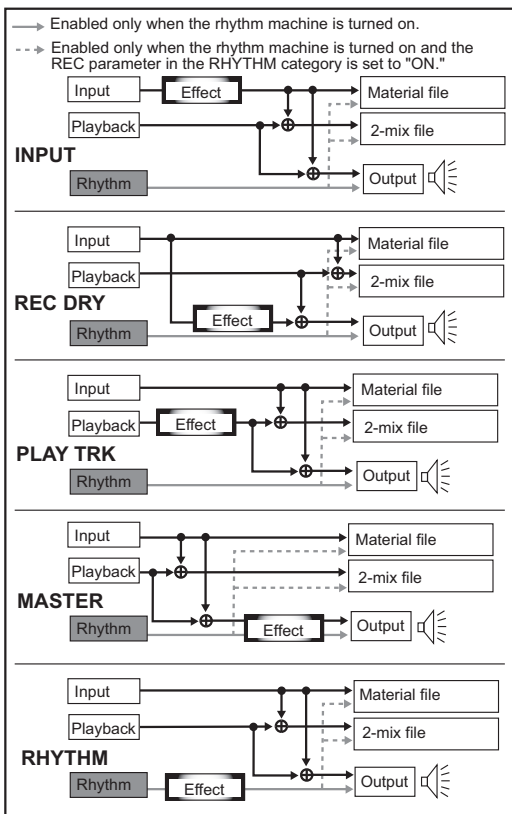 Enabled only when the rhythm machine is turned on.
Enabled only when the rhythm machine is turned on and the
REC parameter in the RHYTHM category is set to "ON."
Input
Effect
Material file
Playback
2-mix file
INPUT
Rhythm
Output
Input
Material file
Playback
2-mix file
REC DRY
Effect
Rhythm
Output
Input
Material file
Playback
Effect
2-mix file
PLAY TRK
Rhythm
Output
Input
Material file
Playback
2-mix file
MASTER
Rhythm
Effect
Output
Input
Material file
Playback
2-mix file
RHYTHM
Rhythm
Effect
Output